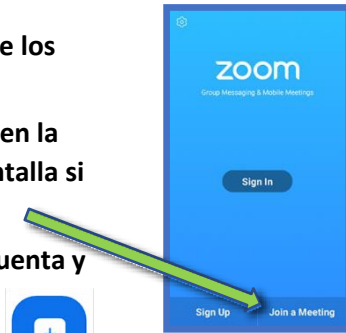 e los
en la
ntalla si
uenta y
zoom
Group Messaging & Mobile Meetings
Sign In
Sign Up
Join a Meeting